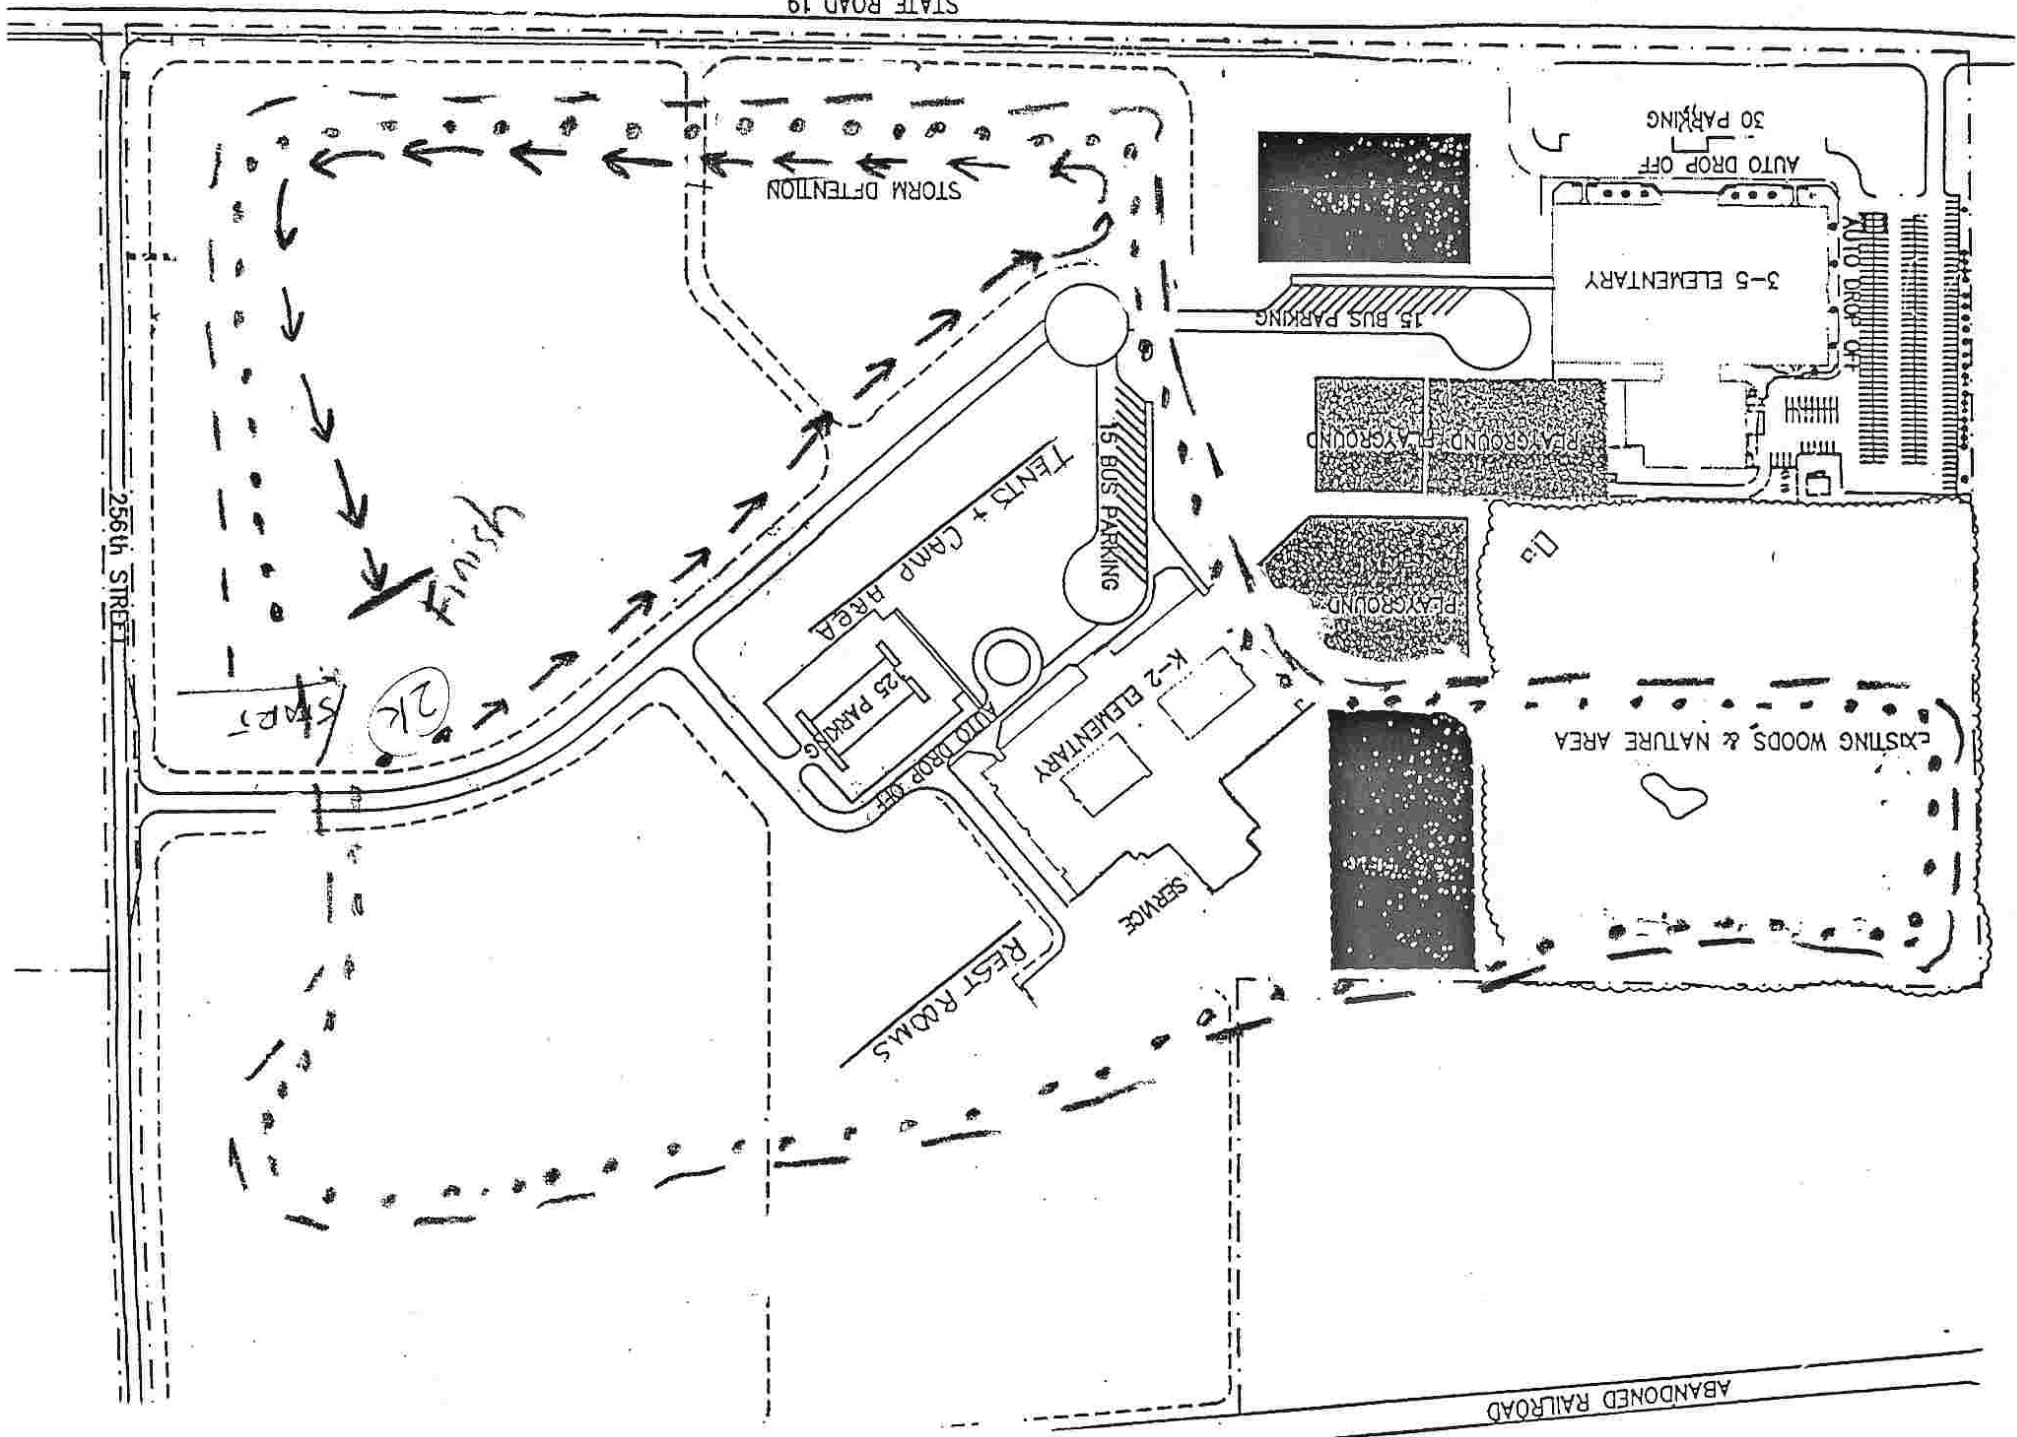 STATE ROAD 19
30 PARKING
AUTO DROP OFF
STORM DETENTION
3-5 ELEMENTARY
AUTO DROP OFF
15 BUS PARKING
PLAYGROUND
PLAYGROUND
15 BUS PARKING
TENTS + CAMP AREA
256th STREET
FINISH
PLAYGROUND
START
2K
125 PARKING
AUTO DROP OFF
K-2 ELEMENTARY
EXISTING WOODS & NATURE AREA
SERVICE
REST ROOMS
ABANDONED RAILROAD